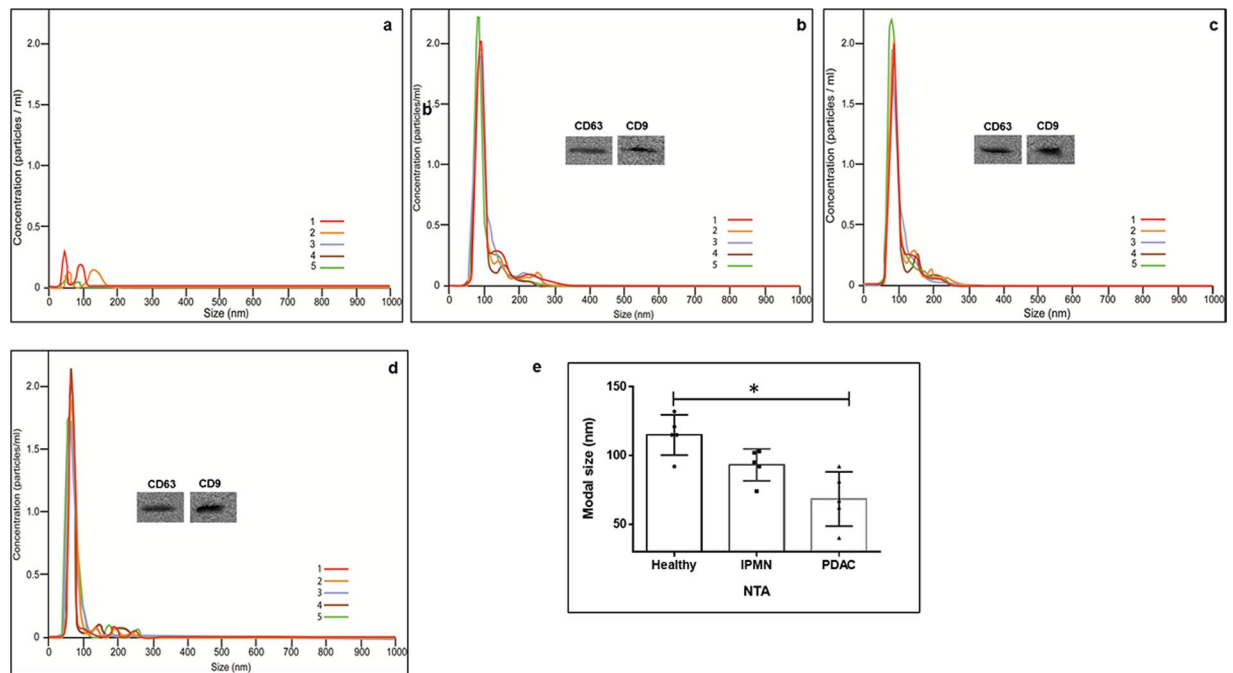 a
Concentration (particles / ml)
2.0
1.5
1.0
0.5
0
1
2
3
4
5
0 100 200 300 400 500 600 700 800 900 1000
Size (nm)
b
Concentration (particles/ml)
2.0
1.5
b
1.0
0.5
0
CD63 CD9
1
2
3
4
5
0 100 200 300 400 500 600 700 800 900 1000
Size (nm)
c
Concentration (particles / ml)
2.0
1.5
1.0
0.5
0
CD63 CD9
1
2
3
4
5
0 100 200 300 400 500 600 700 800 900 1000
Size (nm)
d
Concentration (particles/ml)
2.0
1.5
1.0
0.5
0
CD63 CD9
1
2
3
4
5
0 100 200 300 400 500 600 700 800 900 1000
Size (nm)
e
Modal size (nm)
150
100
50
*
Healthy IPMN PDAC
NTA